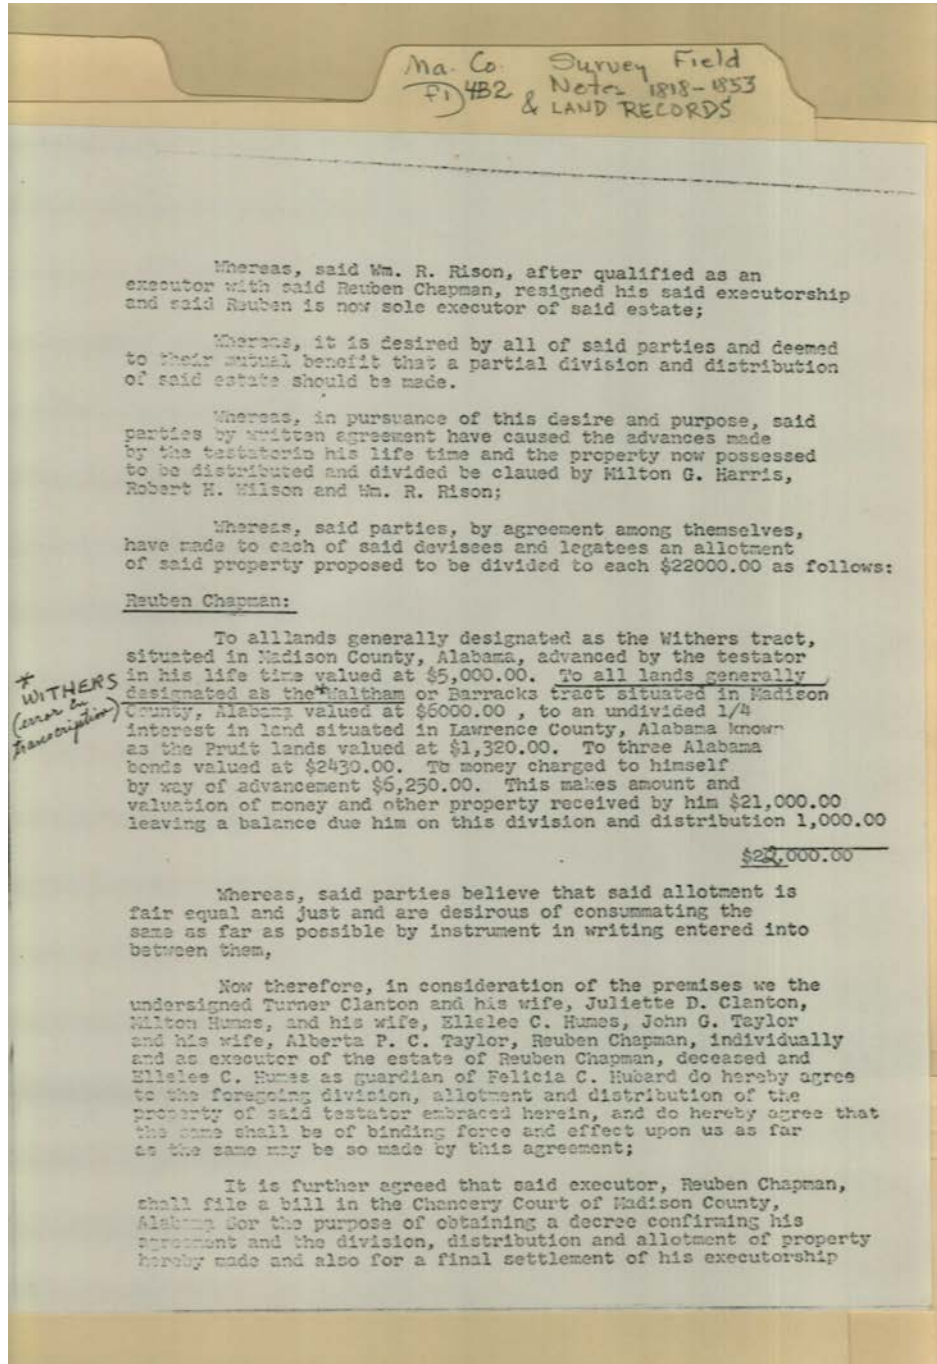 Ma. Co. Survey Field
F1) 4B2 Notes 1818-1853
& LAND RECORDS
Whereas, said Wm. R. Rison, after qualified as an
executor with said Reuben Chapman, resigned his said executorship
and said Reuben is now sole executor of said estate;
Whereas, it is desired by all of said parties and deemed
to their mutual benefit that a partial division and distribution
of said estate should be made.
Whereas, in pursuance of this desire and purpose, said
parties by written agreement have caused the advances made
by the testatorin his life time and the property now possessed
to be distributed and divided be claued by Milton G. Harris,
Robert H. Wilson and Wm. R. Rison;
Whereas, said parties, by agreement among themselves,
have made to each of said devisees and legatees an allotment
of said property proposed to be divided to each $22000.00 as follows:
Reuben Chapman:
To alllands generally designated as the Withers tract,
situated in Madison County, Alabama, advanced by the testator
in his life time valued at $5,000.00. To all lands generally
designated as the*Waltham or Barracks tract situated in Madison
County, Alabama valued at $6000.00 , to an undivided 1/4
interest in land situated in Lawrence County, Alabama known
as the Pruit lands valued at $1,320.00. To three Alabama
bonds valued at $2430.00. To money charged to himself
by way of advancement $6,250.00. This makes amount and
valuation of money and other property received by him $21,000.00
leaving a balance due him on this division and distribution 1,000.00
$22,000.00
* WITHERS
(error in
transcription)
Whereas, said parties believe that said allotment is
fair equal and just and are desirous of consummating the
same as far as possible by instrument in writing entered into
between them,
Now therefore, in consideration of the premises we the
undersigned Turner Clanton and his wife, Juliette D. Clanton,
Milton Humes, and his wife, Ellelee C. Humes, John G. Taylor
and his wife, Alberta P. C. Taylor, Reuben Chapman, individually
and as executor of the estate of Reuben Chapman, deceased and
Ellelee C. Humes as guardian of Felicia C. Hubard do hereby agree
to the foregoing division, allotment and distribution of the
property of said testator embraced herein, and do hereby agree that
the same shall be of binding force and effect upon us as far
as the same may be so made by this agreement;
It is further agreed that said executor, Reuben Chapman,
shall file a bill in the Chancery Court of Madison County,
Alabama for the purpose of obtaining a decree confirming his
agreement and the division, distribution and allotment of property
hereby made and also for a final settlement of his executorship